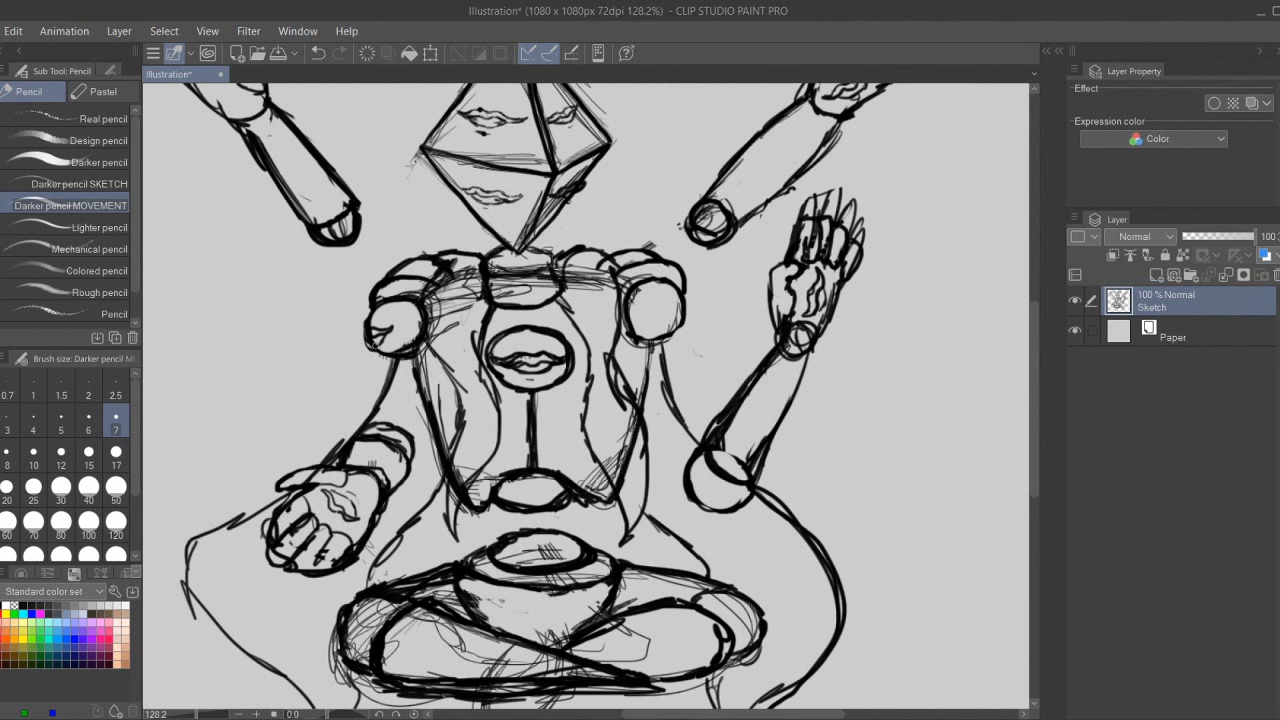 Illustration* (1080 x 1080px 72dpi 128.2%) - CLIP STUDIO PAINT PRO
Edit Animation Layer Select View Filter Window Help
Sub Tool: Pencil
Illustration*
Pencil Pastel
Real pencil
Design pencil
Darker pencil
Darker pencil SKETCH
Darker pencil MOVEMENT
Lighter pencil
Mechanical pencil
Colored pencil
Rough pencil
Pencil
Brush size: Darker pencil M
0.7 1 1.5 2 2.5
3 4 5 6 7
8 10 12 15 17
20 25 30 40 50
60 70 80 100 120
Standard color set
128.2
0.0
Layer Property
Effect
Expression color
Color
Layer
Normal 100
100 % Normal
Sketch
Paper